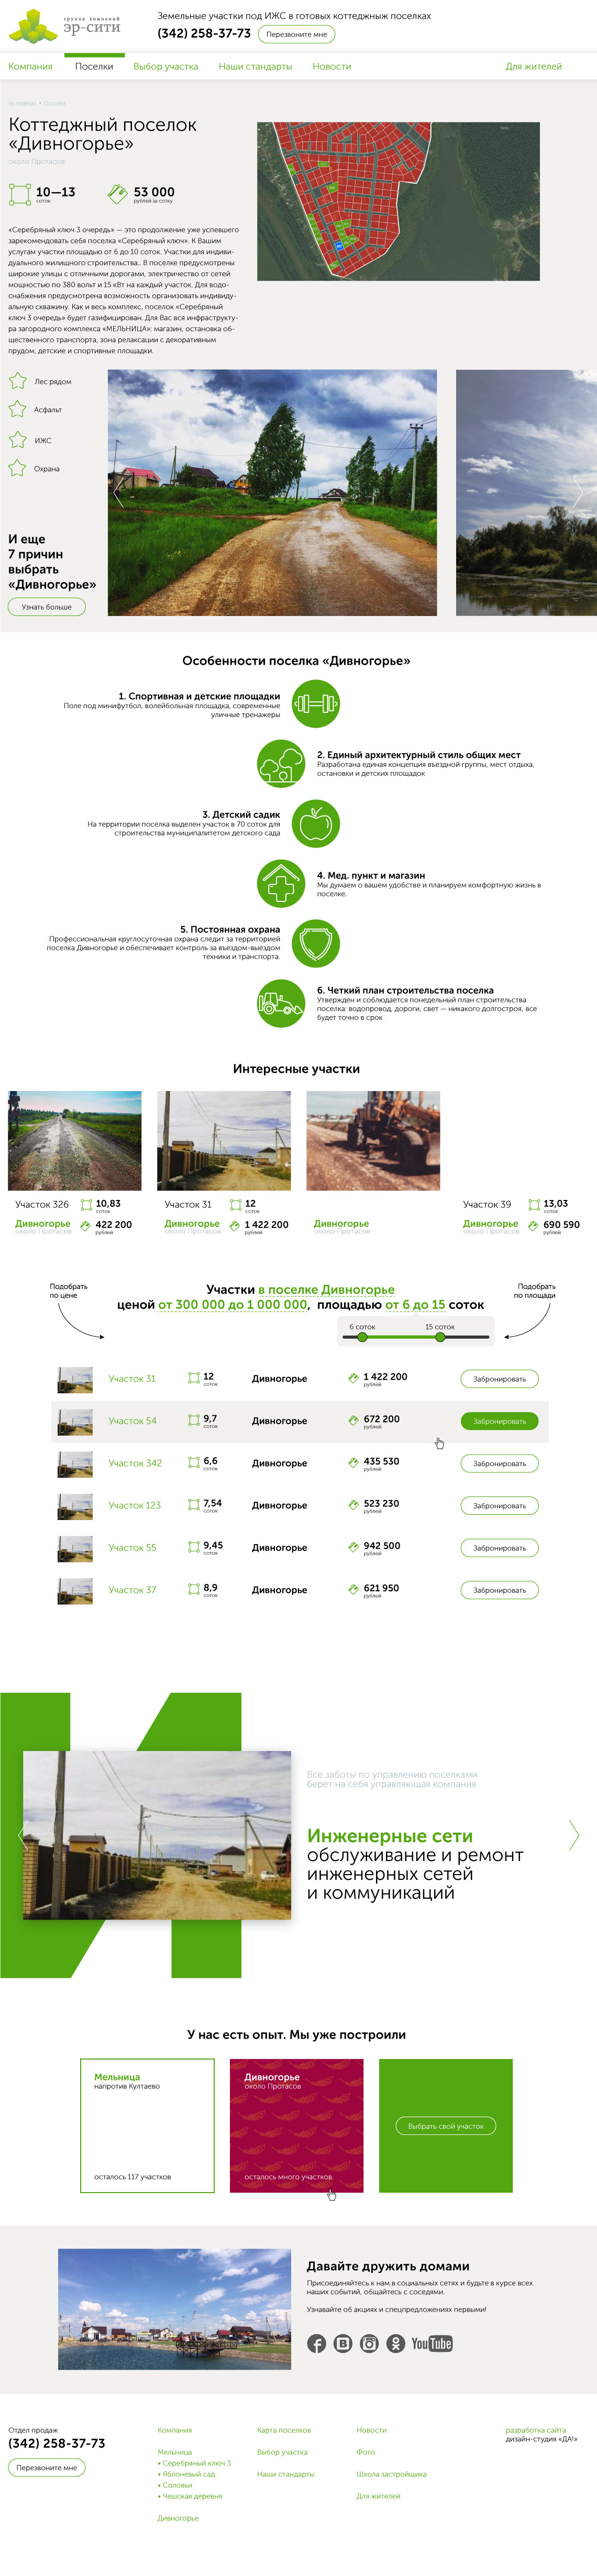 группа компаний
эр-сити
Земельные участки под ИЖС в готовых коттеджных поселках
(342) 258-37-73
Перезвоните мне
Компания
Поселки
Выбор участка
Наши стандарты
Новости
Для жителей
На главную • Поселки
Коттеджный поселок
«Дивногорье»
около Протасов
10—13
соток
53 000
рублей за сотку
«Серебряный ключ 3 очередь» — это продолжение уже успевшего
зарекомендовать себя поселка «Серебряный ключ». К Вашим
услугам участки площадью от 6 до 10 соток. Участки для индиви-
дуального жилищного строительства.. В поселке предусмотрены
широкие улицы с отличными дорогами, электричество от сетей
мощностью по 380 вольт и 15 кВт на каждый участок. Для водо-
снабжения предусмотрена возможность организовать индивиду-
альную скважину. Как и весь комплекс, поселок «Серебряный
ключ 3 очередь» будет газифицирован. Для Вас вся инфраструкту-
ра загородного комплекса «МЕЛЬНИЦА»: магазин, остановка об-
щественного транспорта, зона релаксации с декоративным
прудом, детские и спортивные площадки.
Лес рядом
Асфальт
ИЖС
Охрана
И еще
7 причин
выбрать
«Дивногорье»
Узнать больше
Особенности поселка «Дивногорье»
1. Спортивная и детские площадки
Поле под минифутбол, волейбольная площадка, современные
уличные тренажеры
2. Единый архитектурный стиль общих мест
Разработана единая концепция въездной группы, мест отдыха,
остановки и детских площадок
3. Детский садик
На территории поселка выделен участок в 70 соток для
строительства муниципалитетом детского сада
4. Мед. пункт и магазин
Мы думаем о вашем удобстве и планируем комфортную жизнь в
поселке.
5. Постоянная охрана
Профессиональная круглосуточная охрана следит за территорией
поселка Дивногорье и обеспечивает контроль за въездом-выездом
техники и транспорта.
6. Четкий план строительства поселка
Утвержден и соблюдается понедельный план строительства
поселка: водопровод, дороги, свет — никакого долгостроя, все
будет точно в срок
Интересные участки
Участок 326
10,83
соток
Дивногорье
около Протасов
422 200
рублей
Участок 31
12
соток
Дивногорье
около Протасов
1 422 200
рублей
Дивногорье
около Протасов
Участок 39
13,03
соток
Дивногорье
около Протасов
690 590
рублей
Подобрать
по цене
Участки в поселке Дивногорье
ценой от 300 000 до 1 000 000, площадью от 6 до 15 соток
Подобрать
по площади
6 соток
15 соток
Участок 31
12
соток
Дивногорье
1 422 200
рублей
Забронировать
Участок 54
9,7
соток
Дивногорье
672 200
рублей
Забронировать
Участок 342
6,6
соток
Дивногорье
435 530
рублей
Забронировать
Участок 123
7,54
соток
Дивногорье
523 230
рублей
Забронировать
Участок 55
9,45
соток
Дивногорье
942 500
рублей
Забронировать
Участок 37
8,9
соток
Дивногорье
621 950
рублей
Забронировать
И
Все заботы по управлению поселками
берет на себя управляющая компания
Инженерные сети
обслуживание и ремонт
инженерных сетей
и коммуникаций
У нас есть опыт. Мы уже построили
Мельница
напротив Култаево
осталось 117 участков
Дивногорье
около Протасов
осталось много участков
Выбрать свой участок
Давайте дружить домами
Присоединяйтесь к нам в социальных сетях и будьте в курсе всех
наших событий, общайтесь с соседями.
Узнавайте об акциях и спецпредложениях первыми!
YouTube
Отдел продаж
(342) 258-37-73
Перезвоните мне
Компания
Мельница
• Серебряный ключ 3
• Яблоневый сад
• Соловьи
• Чешская деревня
Дивногорье
Карта поселков
Выбор участка
Наши стандарты
Новости
Фото
Школа застройщика
Для жителей
разработка сайта
дизайн-студия «ДА!»